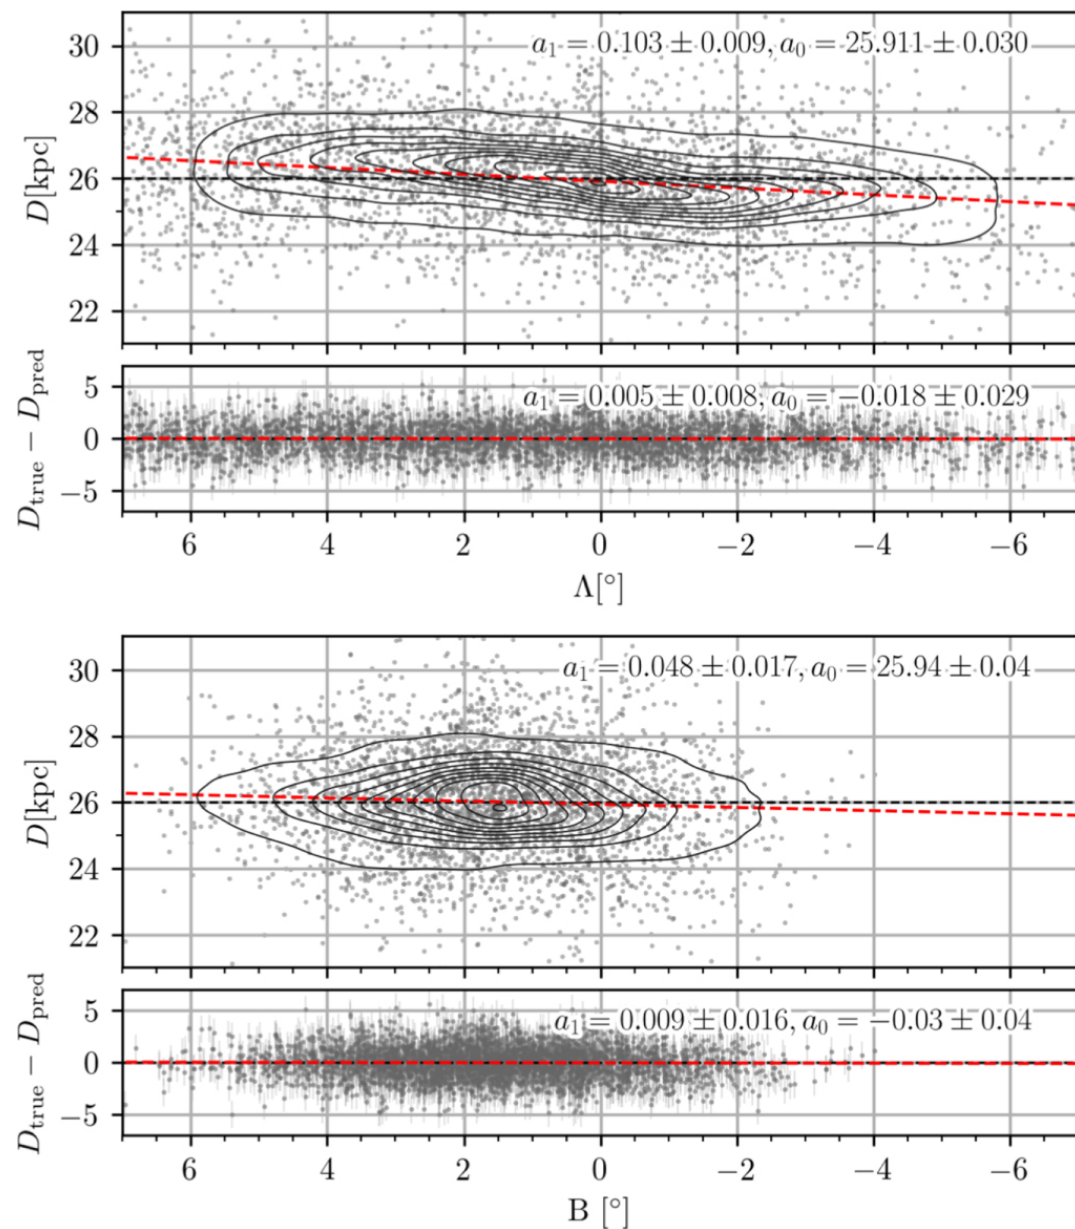 30
28
26
24
22
D[kpc]
a₁ = 0.103 ± 0.009, a₀ = 25.911 ± 0.030
5
0
−5
D_true − D_pred
a₁ = 0.005 ± 0.008, a₀ = −0.018 ± 0.029
6 4 2 0 −2 −4 −6
Λ[°]
30
28
26
24
22
D[kpc]
a₁ = 0.048 ± 0.017, a₀ = 25.94 ± 0.04
5
0
−5
D_true − D_pred
a₁ = 0.009 ± 0.016, a₀ = −0.03 ± 0.04
6 4 2 0 −2 −4 −6
B [°]